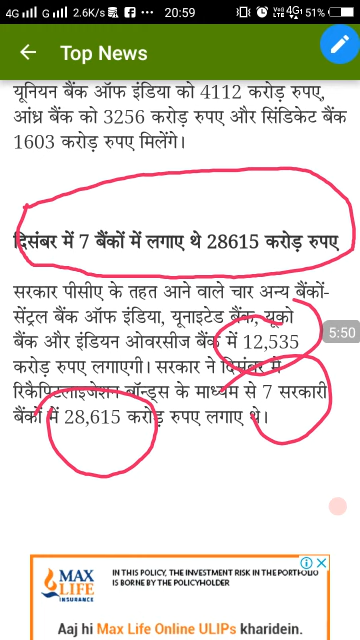 4G G 2.6K/s ... 20:59 VoLTE 4G 51%
Top News
यूनियन बैंक ऑफ इंडिया को 4112 करोड़ रुपए,
आंध्र बैंक को 3256 करोड़ रुपए और सिंडिकेट बैंक
1603 करोड़ रुपए मिलेंगे।
दिसंबर में 7 बैंकों में लगाए थे 28615 करोड़ रुपए
सरकार पीसीए के तहत आने वाले चार अन्य बैंकों-
सेंट्रल बैंक ऑफ इंडिया, यूनाइटेड बैंक, यूको
बैंक और इंडियन ओवरसीज बैंक में 12,535
5:50
करोड़ रुपए लगाएगी। सरकार ने दिसंबर में
रिकैपिटलाइजेशन बॉन्ड्स के माध्यम से 7 सरकारी
बैंकों में 28,615 करोड़ रुपए लगाए थे।
MAX
LIFE
INSURANCE
IN THIS POLICY, THE INVESTMENT RISK IN THE PORTFOLIO
IS BORNE BY THE POLICYHOLDER
Aaj hi Max Life Online ULIPs kharidein.